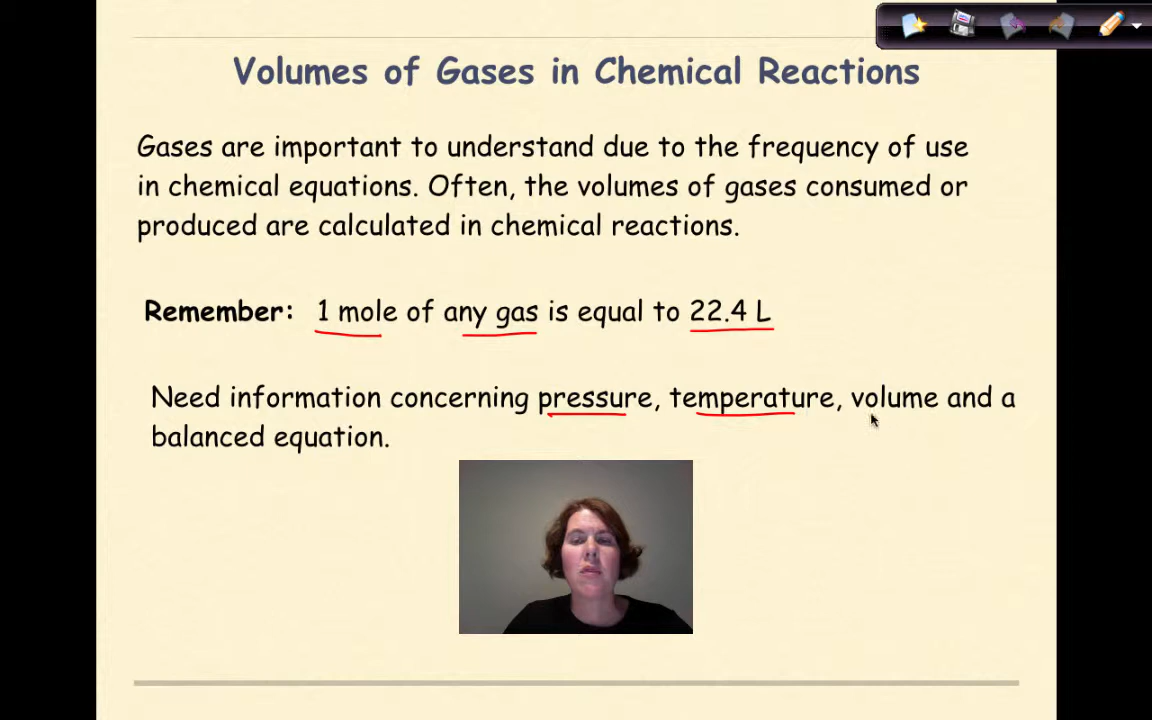 Volumes of Gases in Chemical Reactions
Gases are important to understand due to the frequency of use
in chemical equations. Often, the volumes of gases consumed or
produced are calculated in chemical reactions.
Remember: 1 mole of any gas is equal to 22.4 L
Need information concerning pressure, temperature, volume and a
balanced equation.